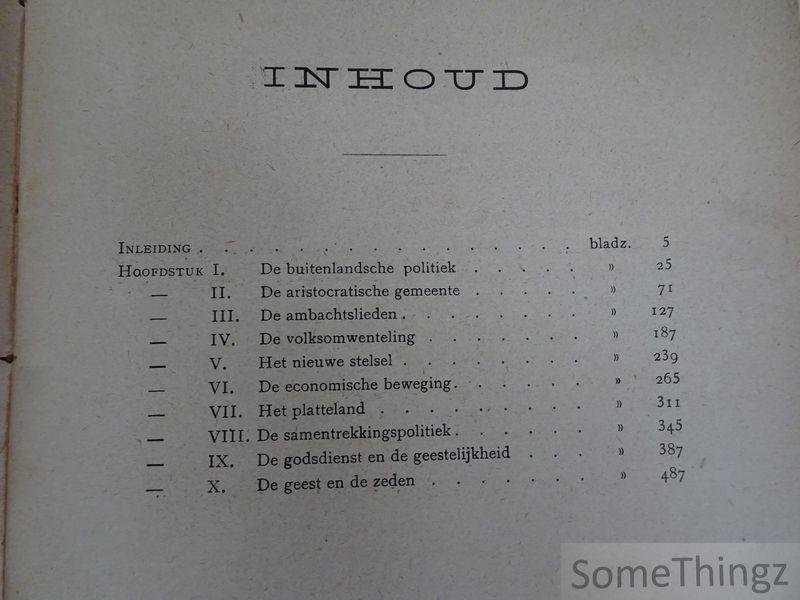 INHOUD
INLEIDING . . . . . . . . . . . . . . . . bladz. 5
HOOFDSTUK I. De buitenlandsche politiek . . . . . » 25
— II. De aristocratische gemeente . . . . . » 71
— III. De ambachtslieden . . . . . . . . » 127
— IV. De volksomwenteling . . . . . . . » 187
— V. Het nieuwe stelsel . . . . . . . . » 239
— VI. De economische beweging . . . . . . » 265
— VII. Het platteland . . . . . . . . . » 311
— VIII. De samentrekkingspolitiek . . . . . . » 345
— IX. De godsdienst en de geestelijkheid . . . » 387
— X. De geest en de zeden . . . . . . . » 487
SomeThingz